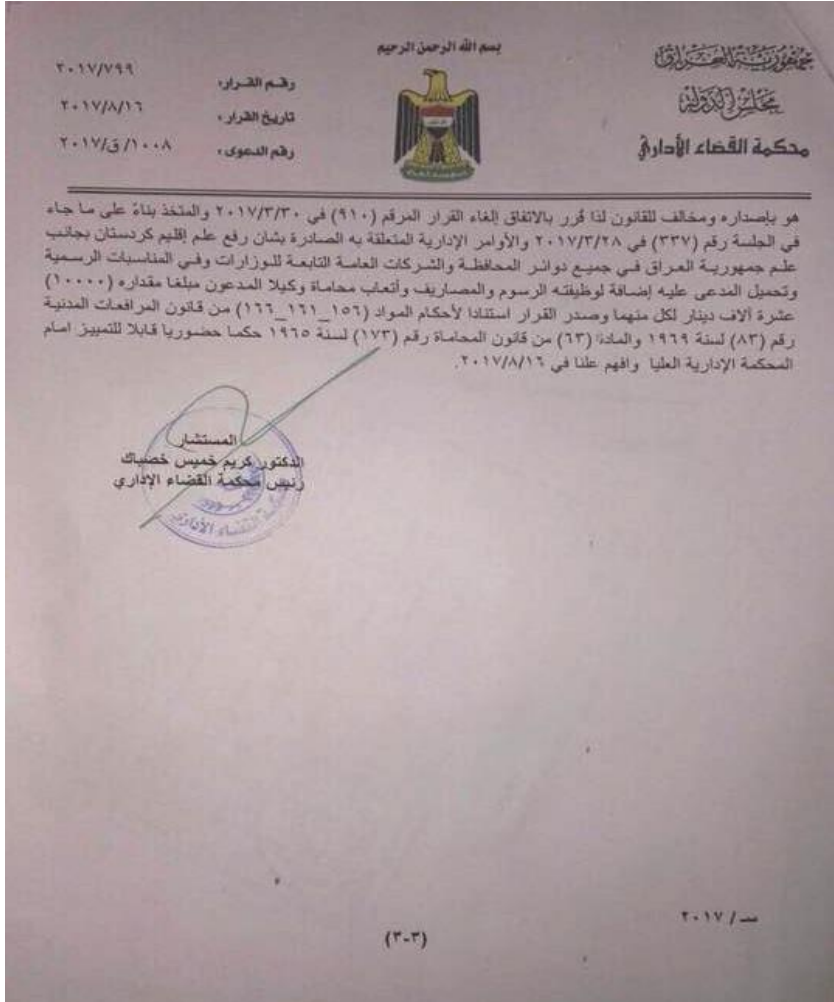 بسم الله الرحمن الرحيم
جمهورية العراق
مجلس الدولة
محكمة القضاء الأداري
رقم القرار: ٢٠١٧/٧٩٩
تاريخ القرار: ٢٠١٧/٨/١٦
رقم الدعوى: ١٠٠٨/ق/٢٠١٧
هو بإصداره ومخالف للقانون لذا قرر بالاتفاق إلغاء القرار المرقم (٩١٠) في ٢٠١٧/٣/٣٠ والمتخذ بناءً على ما جاء
في الجلسة رقم (٣٣٧) في ٢٠١٧/٣/٢٨ والأوامر الإدارية المتعلقة به الصادرة بشان رفع علم إقليم كردستان بجانب
علم جمهورية العراق في جميع دوائر المحافظة والشركات العامة التابعة للوزارات وفي المناسبات الرسمية
وتحميل المدعى عليه إضافة لوظيفته الرسوم والمصاريف وأتعاب محاماة وكيلا المدعون مبلغا مقداره (١٠٠٠٠)
عشرة آلاف دينار لكل منهما وصدر القرار استنادا لأحكام المواد (١٥٦_١٦١_١٦٦) من قانون المرافعات المدنية
رقم (٨٣) لسنة ١٩٦٩ والمادة (٦٣) من قانون المحاماة رقم (١٧٣) لسنة ١٩٦٥ حكما حضوريا قابلا للتمييز امام
المحكمة الإدارية العليا وافهم علنا في ٢٠١٧/٨/١٦.
المستشار
الدكتور كريم خميس خصباك
رئيس محكمة القضاء الإداري
القضاء الأداري
٢٠١٧ /
(٣-٣)